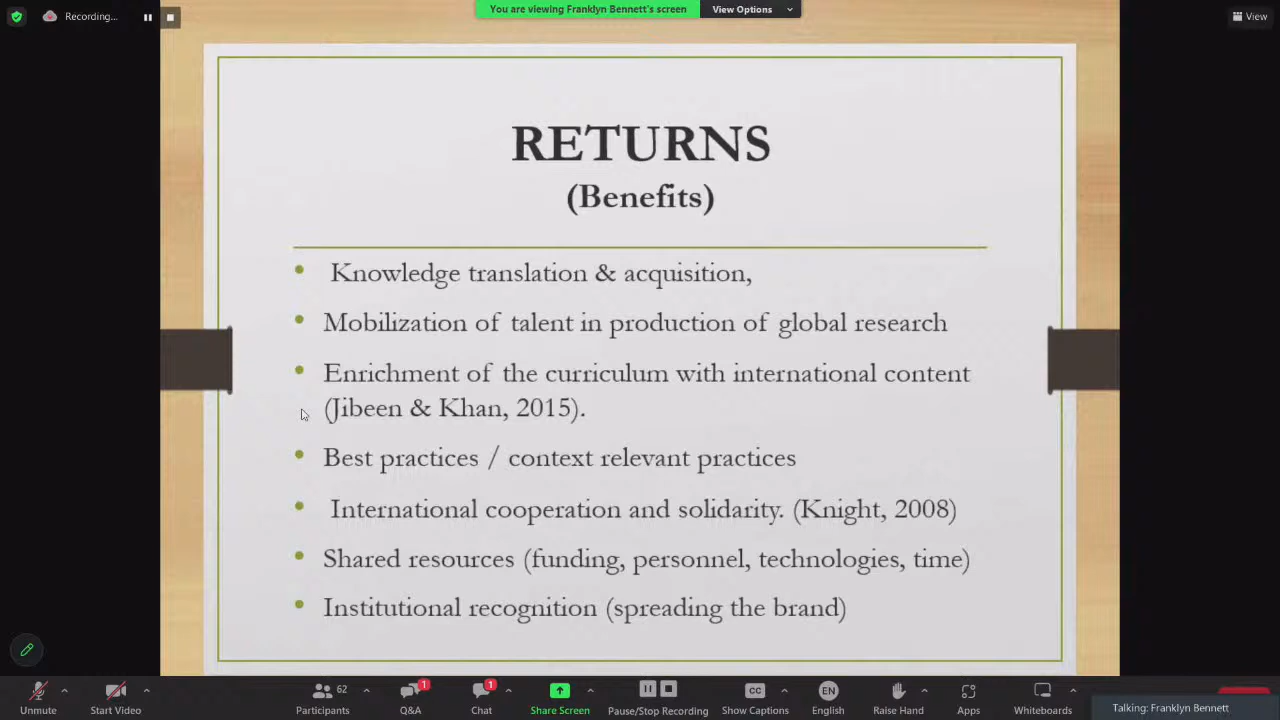 Recording...
You are viewing Franklyn Bennett's screen
View Options
View
RETURNS
(Benefits)
• Knowledge translation & acquisition,
• Mobilization of talent in production of global research
• Enrichment of the curriculum with international content
(Jibeen & Khan, 2015).
• Best practices / context relevant practices
• International cooperation and solidarity. (Knight, 2008)
• Shared resources (funding, personnel, technologies, time)
• Institutional recognition (spreading the brand)
Unmute
Start Video
62
Participants
1
Q&A
1
Chat
Share Screen
Pause/Stop Recording
CC
Show Captions
EN
English
Raise Hand
Apps
Whiteboards
Talking: Franklyn Bennett